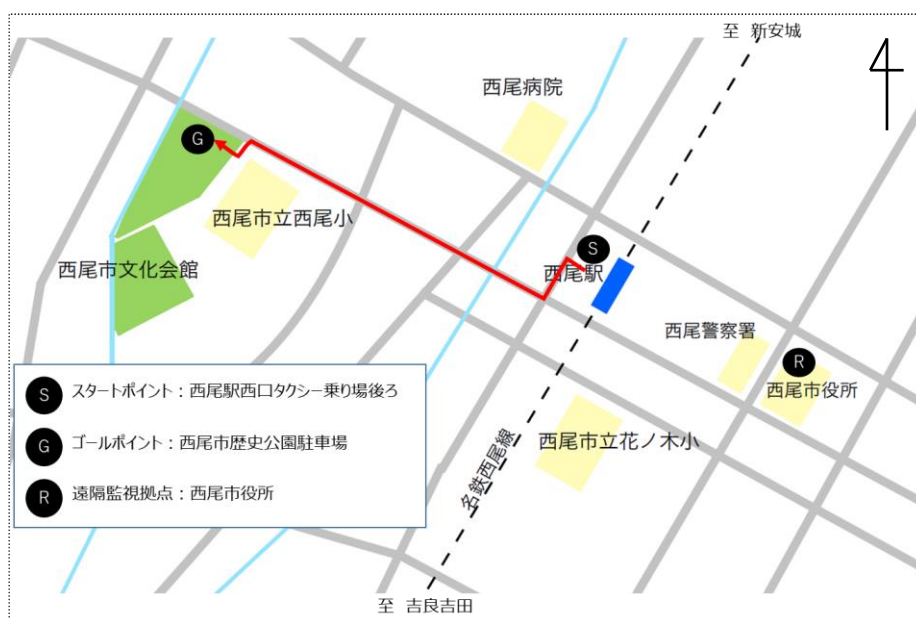 至 新安城
西尾病院
G
西尾市立西尾小
S
西尾駅
西尾市文化会館
西尾警察署
R
西尾市役所
西尾市立花ノ木小
名鉄西尾線
S スタートポイント：西尾駅西口タクシー乗り場後ろ
G ゴールポイント：西尾市歴史公園駐車場
R 遠隔監視拠点：西尾市役所
至 吉良吉田